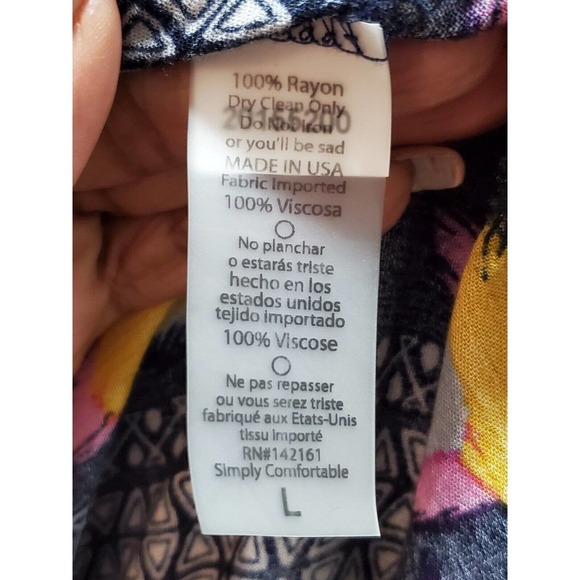 100% Rayon
Dry Clean Only
Do Not Iron
or you'll be sad
MADE IN USA
Fabric Imported
100% Viscosa
No planchar
o estarás triste
hecho en los
estados unidos
tejido importado
100% Viscose
Ne pas repasser
ou vous serez triste
fabriqué aux Etats-Unis
tissu importé
RN#142161
Simply Comfortable
L